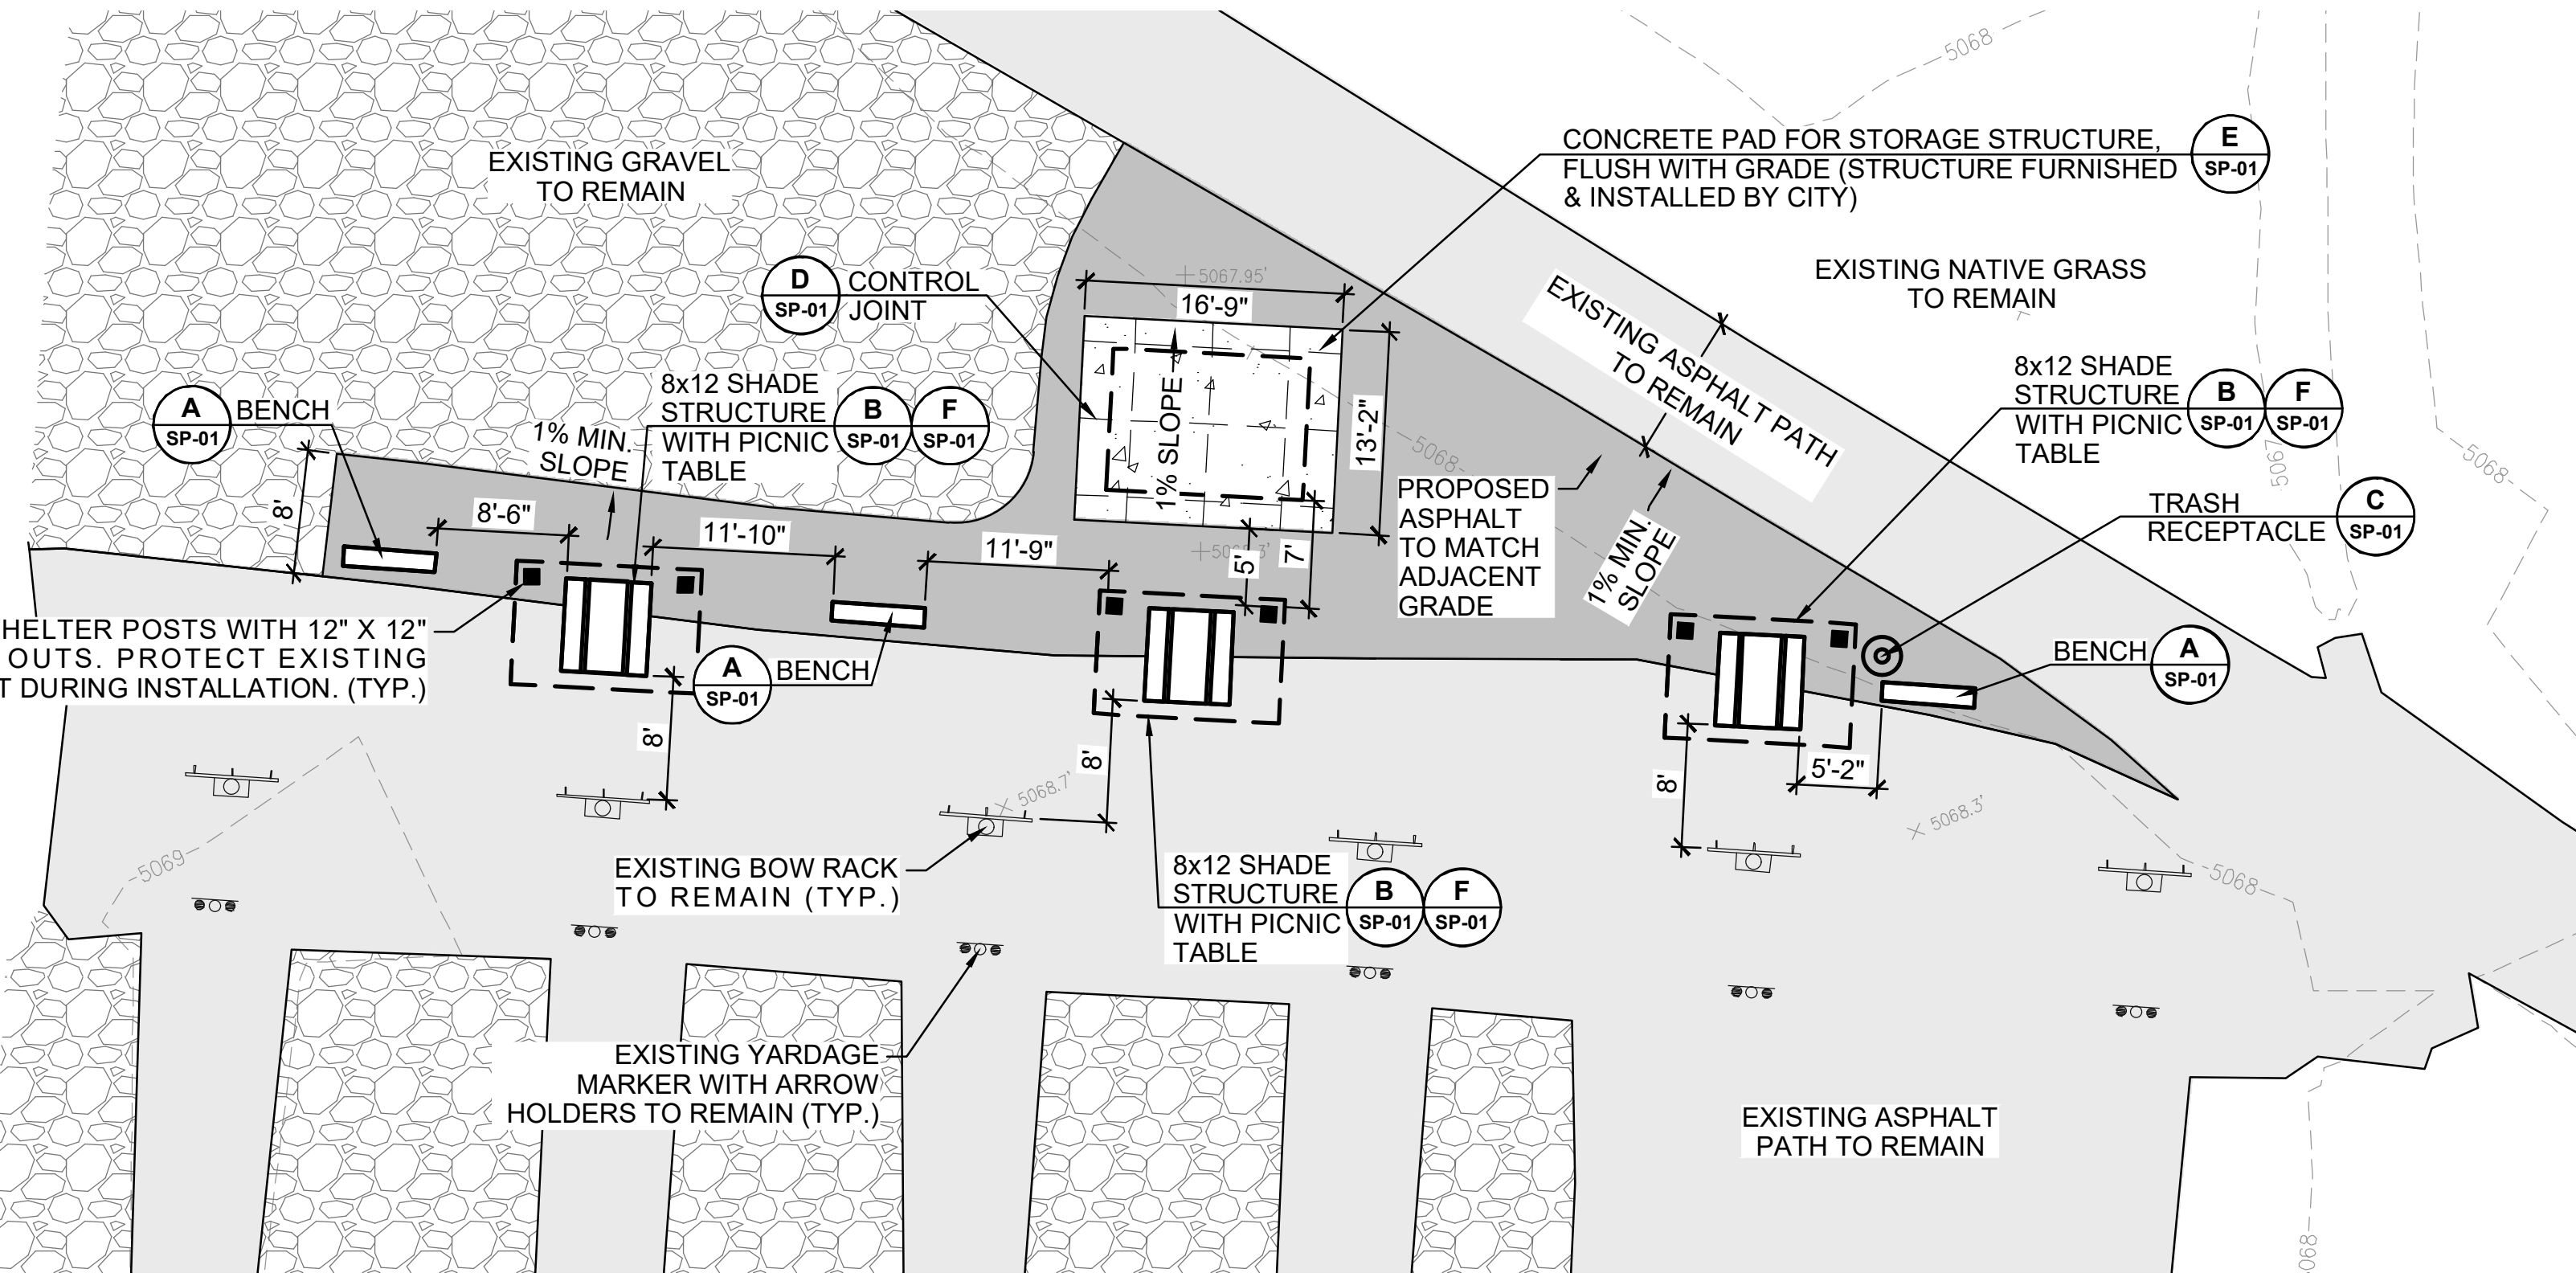 5068
CONCRETE PAD FOR STORAGE STRUCTURE,
FLUSH WITH GRADE (STRUCTURE FURNISHED
& INSTALLED BY CITY)
E
SP-01
EXISTING GRAVEL
TO REMAIN
EXISTING NATIVE GRASS
TO REMAIN
D
SP-01
CONTROL
JOINT
5067.95'
16'-9"
13'-2"
1% SLOPE
EXISTING ASPHALT PATH
TO REMAIN
8x12 SHADE
STRUCTURE
WITH PICNIC
TABLE
B
SP-01
F
SP-01
5067
5068
A
SP-01
BENCH
1% MIN.
SLOPE
8x12 SHADE
STRUCTURE
WITH PICNIC
TABLE
B
SP-01
F
SP-01
5068
TRASH
RECEPTACLE
C
SP-01
8'
8'-6"
11'-10"
11'-9"
5'
7'
PROPOSED
ASPHALT
TO MATCH
ADJACENT
GRADE
1% MIN.
SLOPE
HELTER POSTS WITH 12" X 12"
OUTS. PROTECT EXISTING
T DURING INSTALLATION. (TYP.)
A
SP-01
BENCH
BENCH
A
SP-01
8'
8'
8'
5'-2"
5068.7'
5068.3'
5069
EXISTING BOW RACK
TO REMAIN (TYP.)
8x12 SHADE
STRUCTURE
WITH PICNIC
TABLE
B
SP-01
F
SP-01
5068
EXISTING YARDAGE
MARKER WITH ARROW
HOLDERS TO REMAIN (TYP.)
EXISTING ASPHALT
PATH TO REMAIN
068